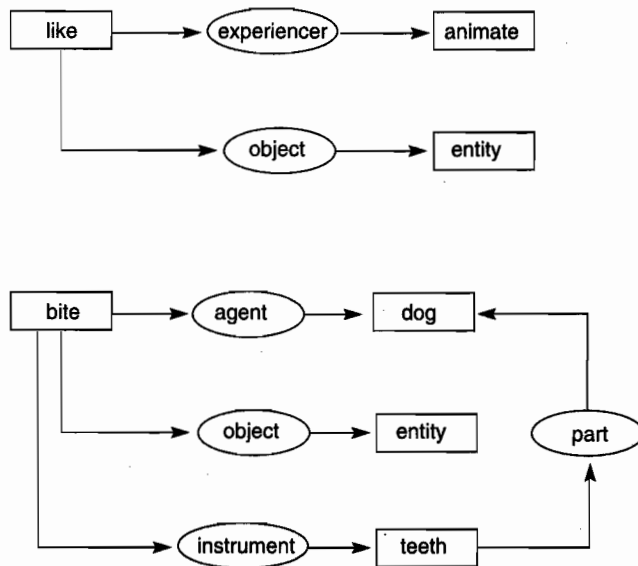 like experiencer animate
object entity
bite agent dog
object entity part
instrument teeth